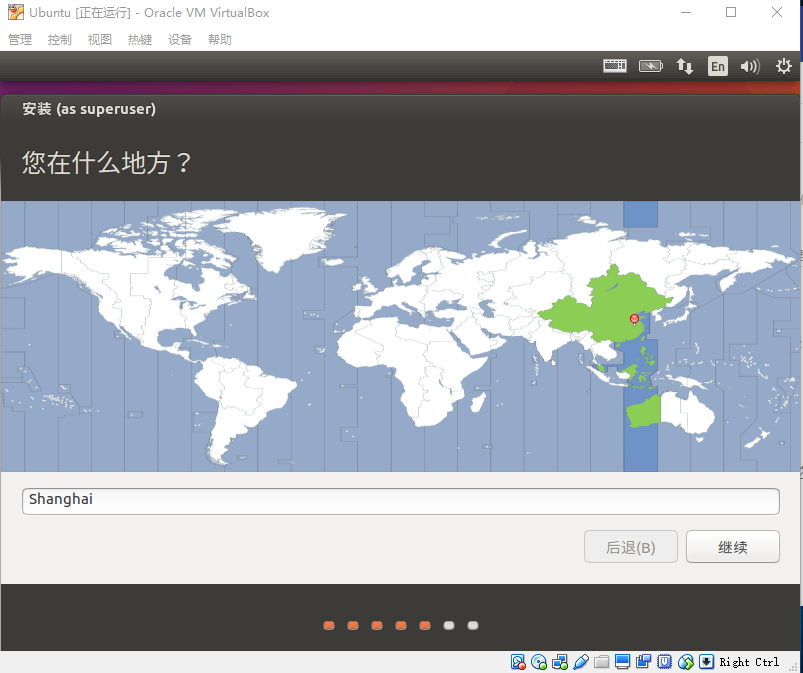 Ubuntu [正在运行] - Oracle VM VirtualBox
管理 控制 视图 热键 设备 帮助
En
安装 (as superuser)
您在什么地方？
Shanghai
后退(B) 继续
Right Ctrl